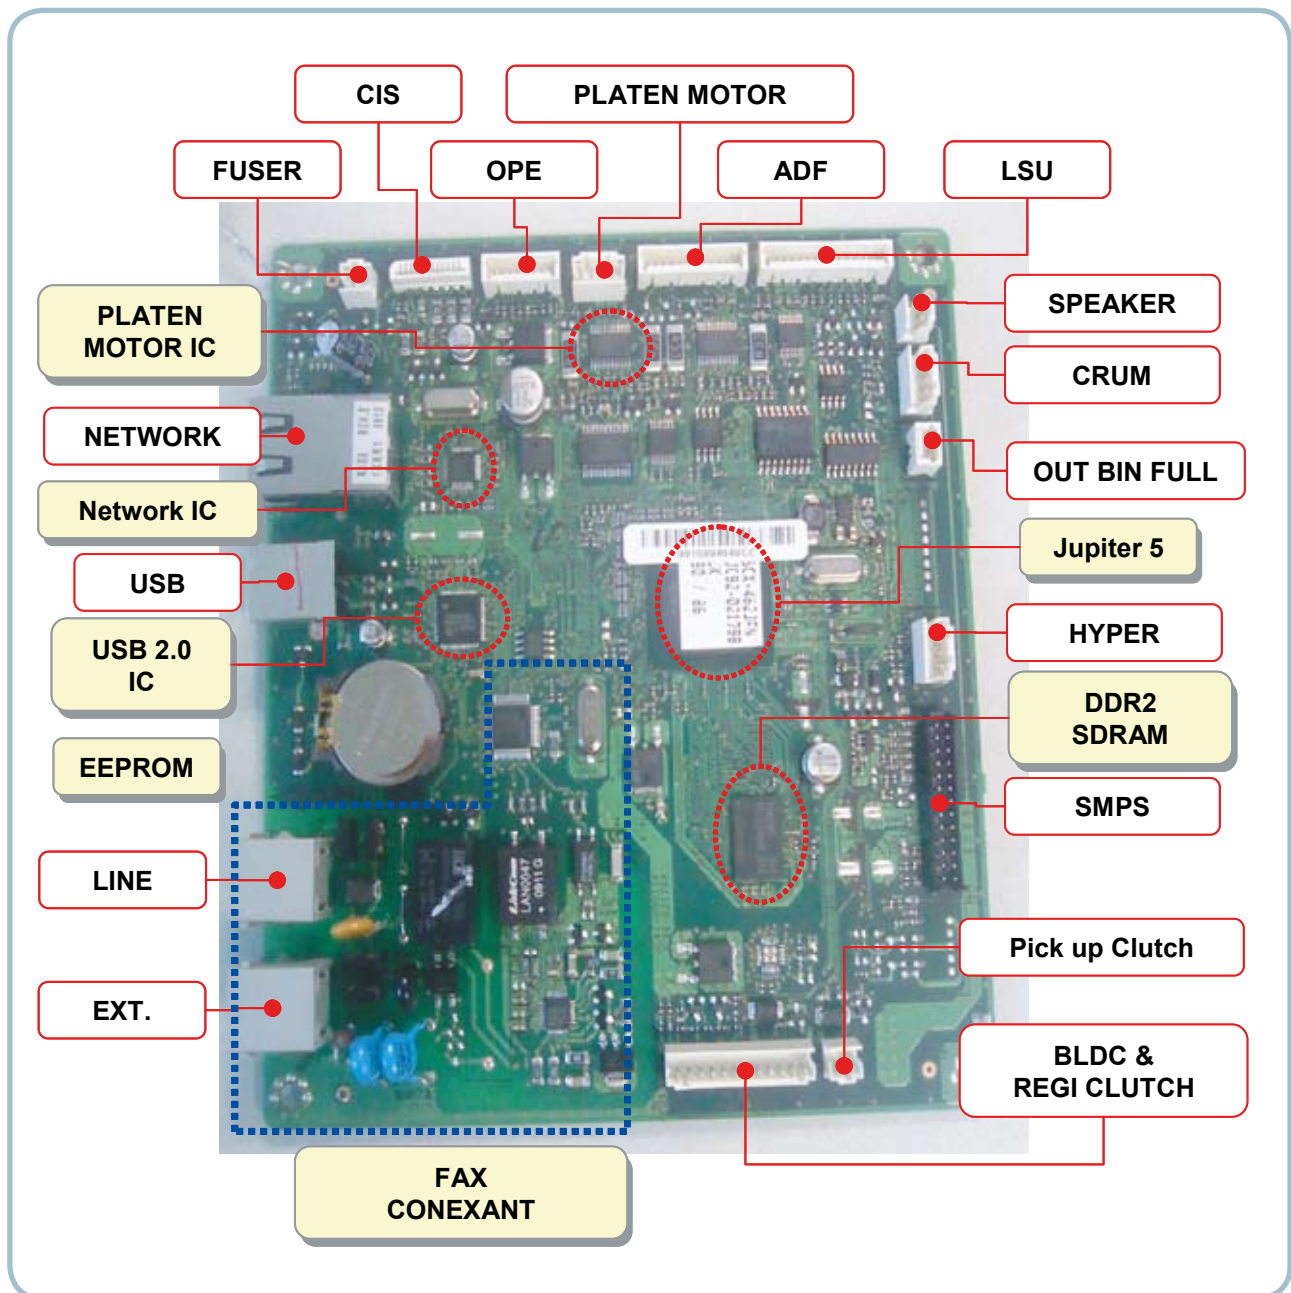 CIS
PLATEN MOTOR
FUSER
OPE
ADF
LSU
PLATEN
MOTOR IC
SPEAKER
CRUM
NETWORK
OUT BIN FULL
Network IC
Jupiter 5
USB
HYPER
USB 2.0
IC
DDR2
SDRAM
EEPROM
SMPS
LINE
LAN0047
0811 G
Pick up Clutch
EXT.
BLDC &
REGI CLUTCH
FAX
CONEXANT